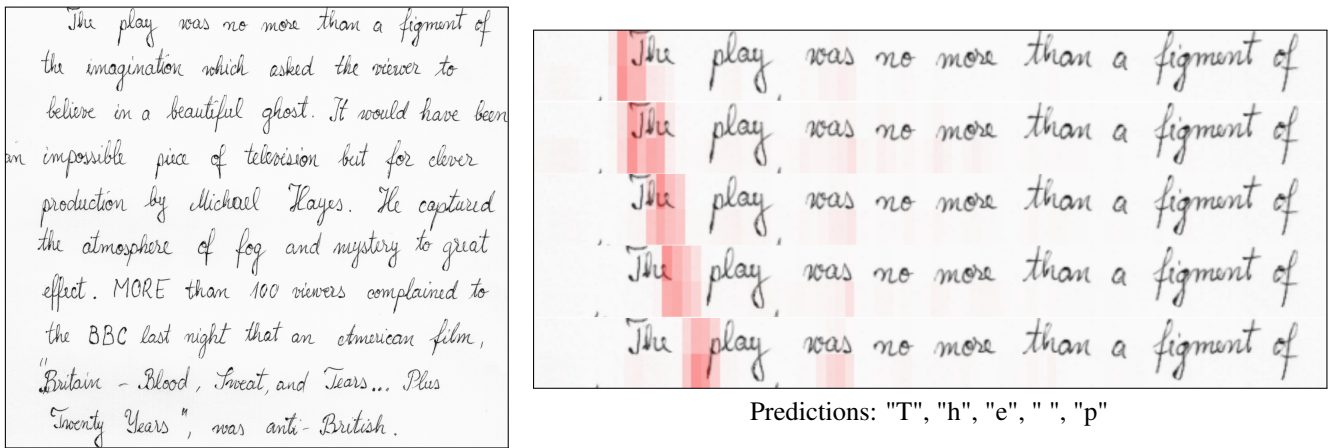 The play was no more than a figment of
the imagination which asked the viewer to
believe in a beautiful ghost. It would have been
an impossible piece of television but for clever
production by Michael Hayes. He captured
the atmosphere of fog and mystery to great
effect. MORE than 100 viewers complained to
the BBC last night that an American film,
"Britain - Blood, Sweat, and Tears... Plus
Twenty Years", was anti-British.
The play was no more than a figment of
The play was no more than a figment of
The play was no more than a figment of
The play was no more than a figment of
The play was no more than a figment of
Predictions: "T", "h", "e", " ", "p"